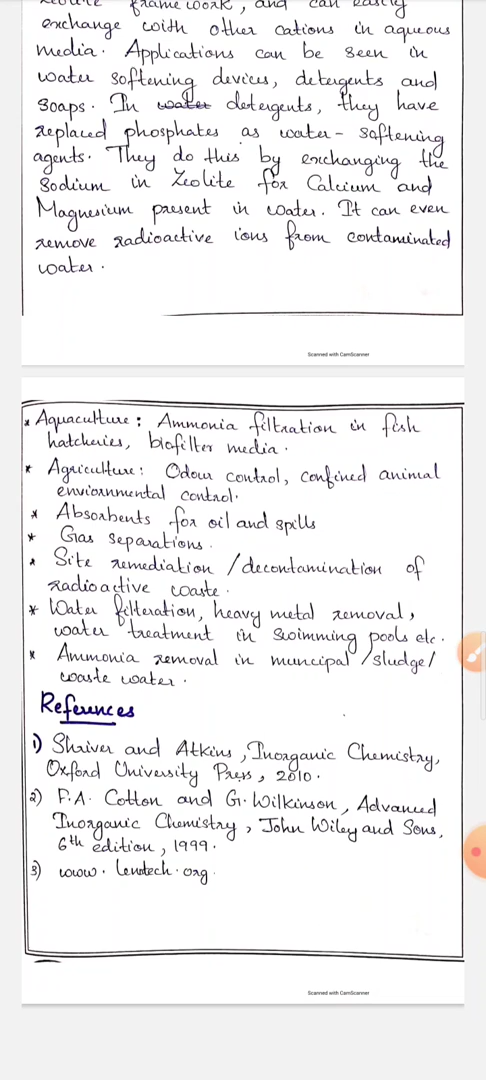 zeolite framework, and can easily
exchange with other cations in aqueous
media. Applications can be seen in
water softening devices, detergents and
soaps. In water detergents, they have
replaced phosphates as water-softening
agents. They do this by exchanging the
Sodium in Zeolite for Calcium and
Magnesium present in water. It can even
remove radioactive ions from contaminated
water.
Scanned with CamScanner
* Aquaculture: Ammonia filtration in fish
hatcheries, biofilter media.
* Agriculture: Odour control, confined animal
enviornmental control.
* Absorbents for oil and spills
* Gas separations.
* Site remediation /decontamination of
radioactive waste.
* Water filteration, heavy metal removal,
water treatment in swimming pools etc.
* Ammonia removal in muncipal /sludge/
waste water.
References
1) Shriver and Atkins, Inorganic Chemistry,
Oxford University Press, 2010.
2) F.A. Cotton and G. Wilkinson, Advanced
Inorganic Chemistry, John Wiley and Sons,
6th edition, 1999.
3) www.lenntech.org.
Scanned with CamScanner